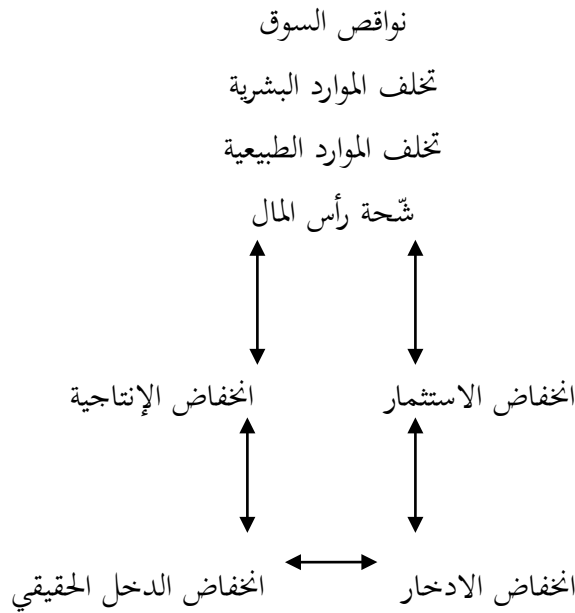 نواقص السوق
تخلف الموارد البشرية
تخلف الموارد الطبيعية
شّحة رأس المال
انخفاض الاستثمار
انخفاض الإنتاجية
انخفاض الادخار
انخفاض الدخل الحقيقي